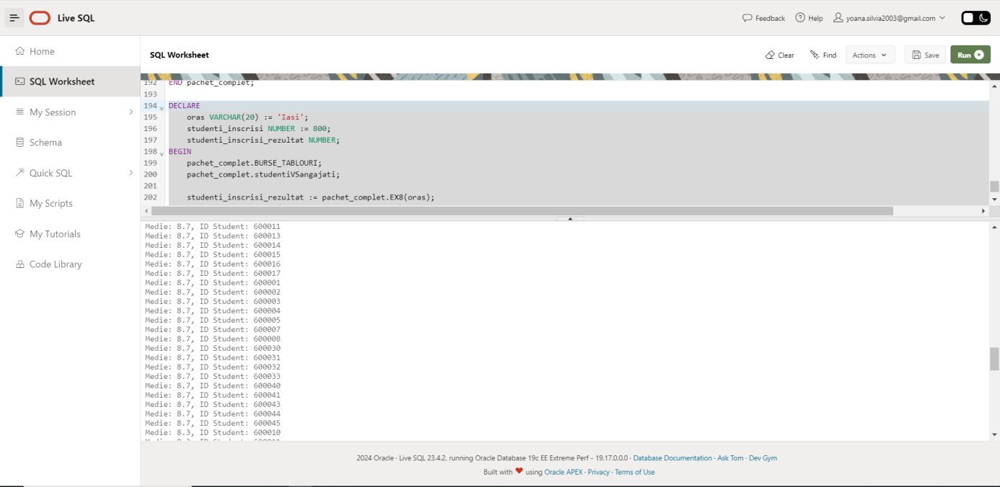 Live SQL
Feedback
Help
yoana.silvia2003@gmail.com
Home
SQL Worksheet
My Session
Schema
Quick SQL
My Scripts
My Tutorials
Code Library
SQL Worksheet
Clear
Find
Actions
Save
Run
192 END pachet_complet;
193
194 DECLARE
195 oras VARCHAR(20) := 'Iasi';
196 studenti_inscrisi NUMBER := 800;
197 studenti_inscrisi_rezultat NUMBER;
198 BEGIN
199 pachet_complet.BURSE_TABLOURI;
200 pachet_complet.studentiVSangajati;
201
202 studenti_inscrisi_rezultat := pachet_complet.EX8(oras);
Medie: 8.7, ID Student: 600011
Medie: 8.7, ID Student: 600013
Medie: 8.7, ID Student: 600014
Medie: 8.7, ID Student: 600015
Medie: 8.7, ID Student: 600016
Medie: 8.7, ID Student: 600017
Medie: 8.7, ID Student: 600001
Medie: 8.7, ID Student: 600002
Medie: 8.7, ID Student: 600003
Medie: 8.7, ID Student: 600004
Medie: 8.7, ID Student: 600005
Medie: 8.7, ID Student: 600007
Medie: 8.7, ID Student: 600008
Medie: 8.7, ID Student: 600030
Medie: 8.7, ID Student: 600031
Medie: 8.7, ID Student: 600032
Medie: 8.7, ID Student: 600033
Medie: 8.7, ID Student: 600040
Medie: 8.7, ID Student: 600041
Medie: 8.7, ID Student: 600043
Medie: 8.7, ID Student: 600044
Medie: 8.7, ID Student: 600045
Medie: 8.3, ID Student: 600010
2024 Oracle · Live SQL 23.4.2, running Oracle Database 19c EE Extreme Perf - 19.17.0.0.0 · Database Documentation · Ask Tom · Dev Gym
Built with ❤ using Oracle APEX · Privacy · Terms of Use